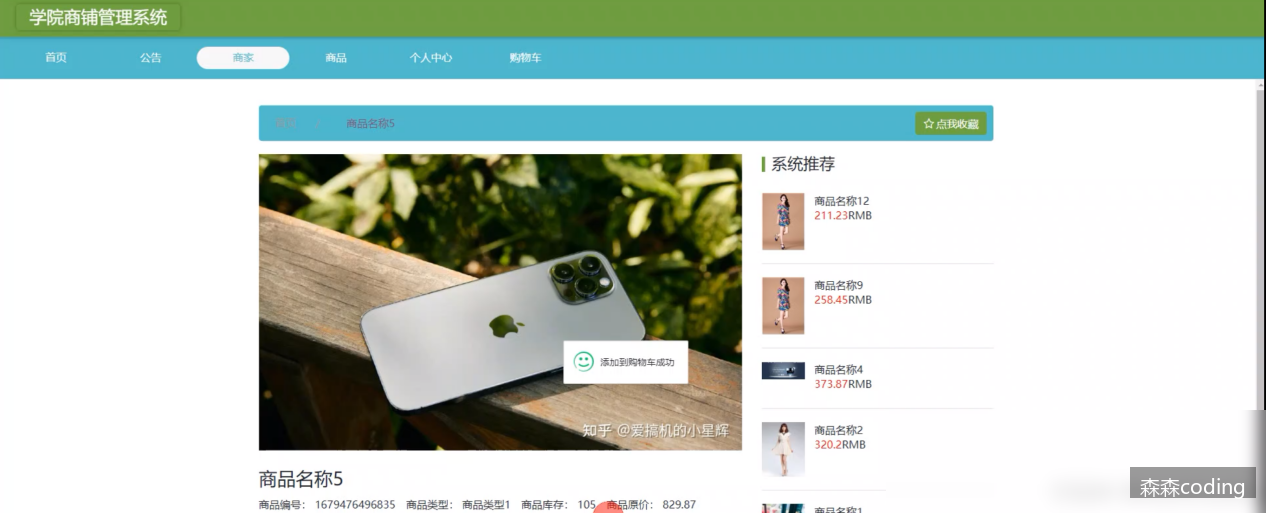 学院商铺管理系统
首页 公告 商家 商品 个人中心 购物车
首页 / 商品名称5
点我收藏
系统推荐
商品名称12
211.23RMB
商品名称9
258.45RMB
商品名称4
373.87RMB
商品名称2
320.2RMB
添加到购物车成功
知乎 @爱搞机的小星辉
商品名称5
商品编号： 1679476496835 商品类型： 商品类型1 商品库存： 105 商品原价： 829.87
商品名称1
森森coding